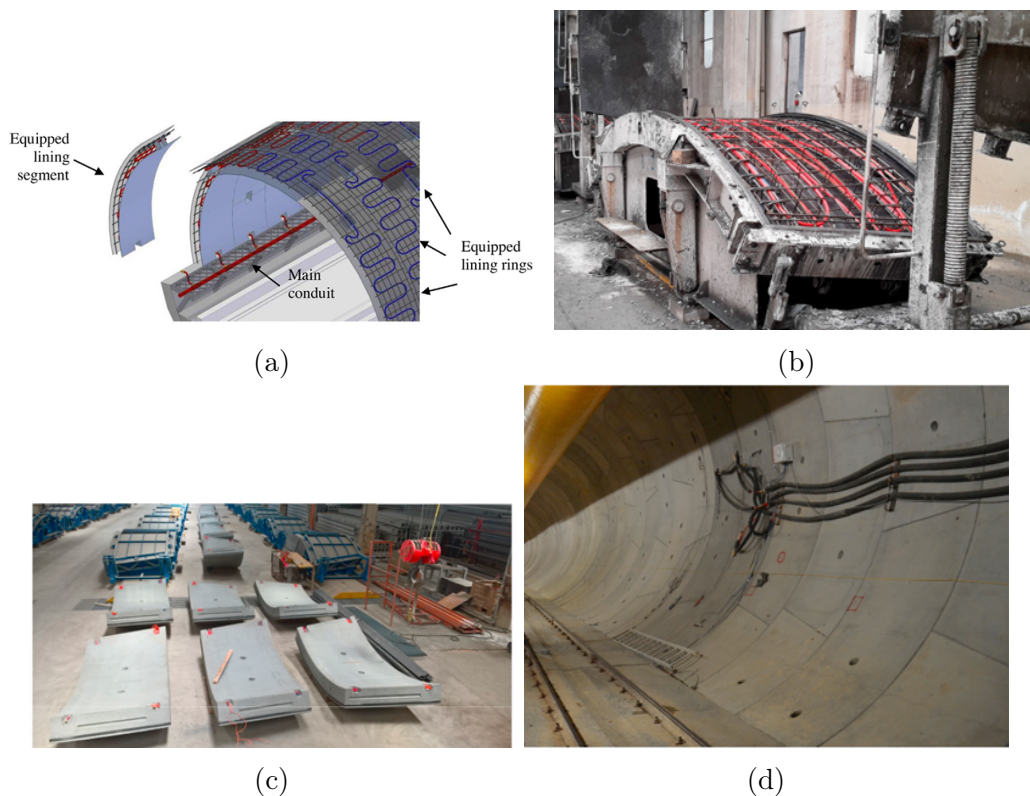 Equipped
lining
segment
Main
conduit
Equipped
lining rings
(a)
(b)
(c)
(d)